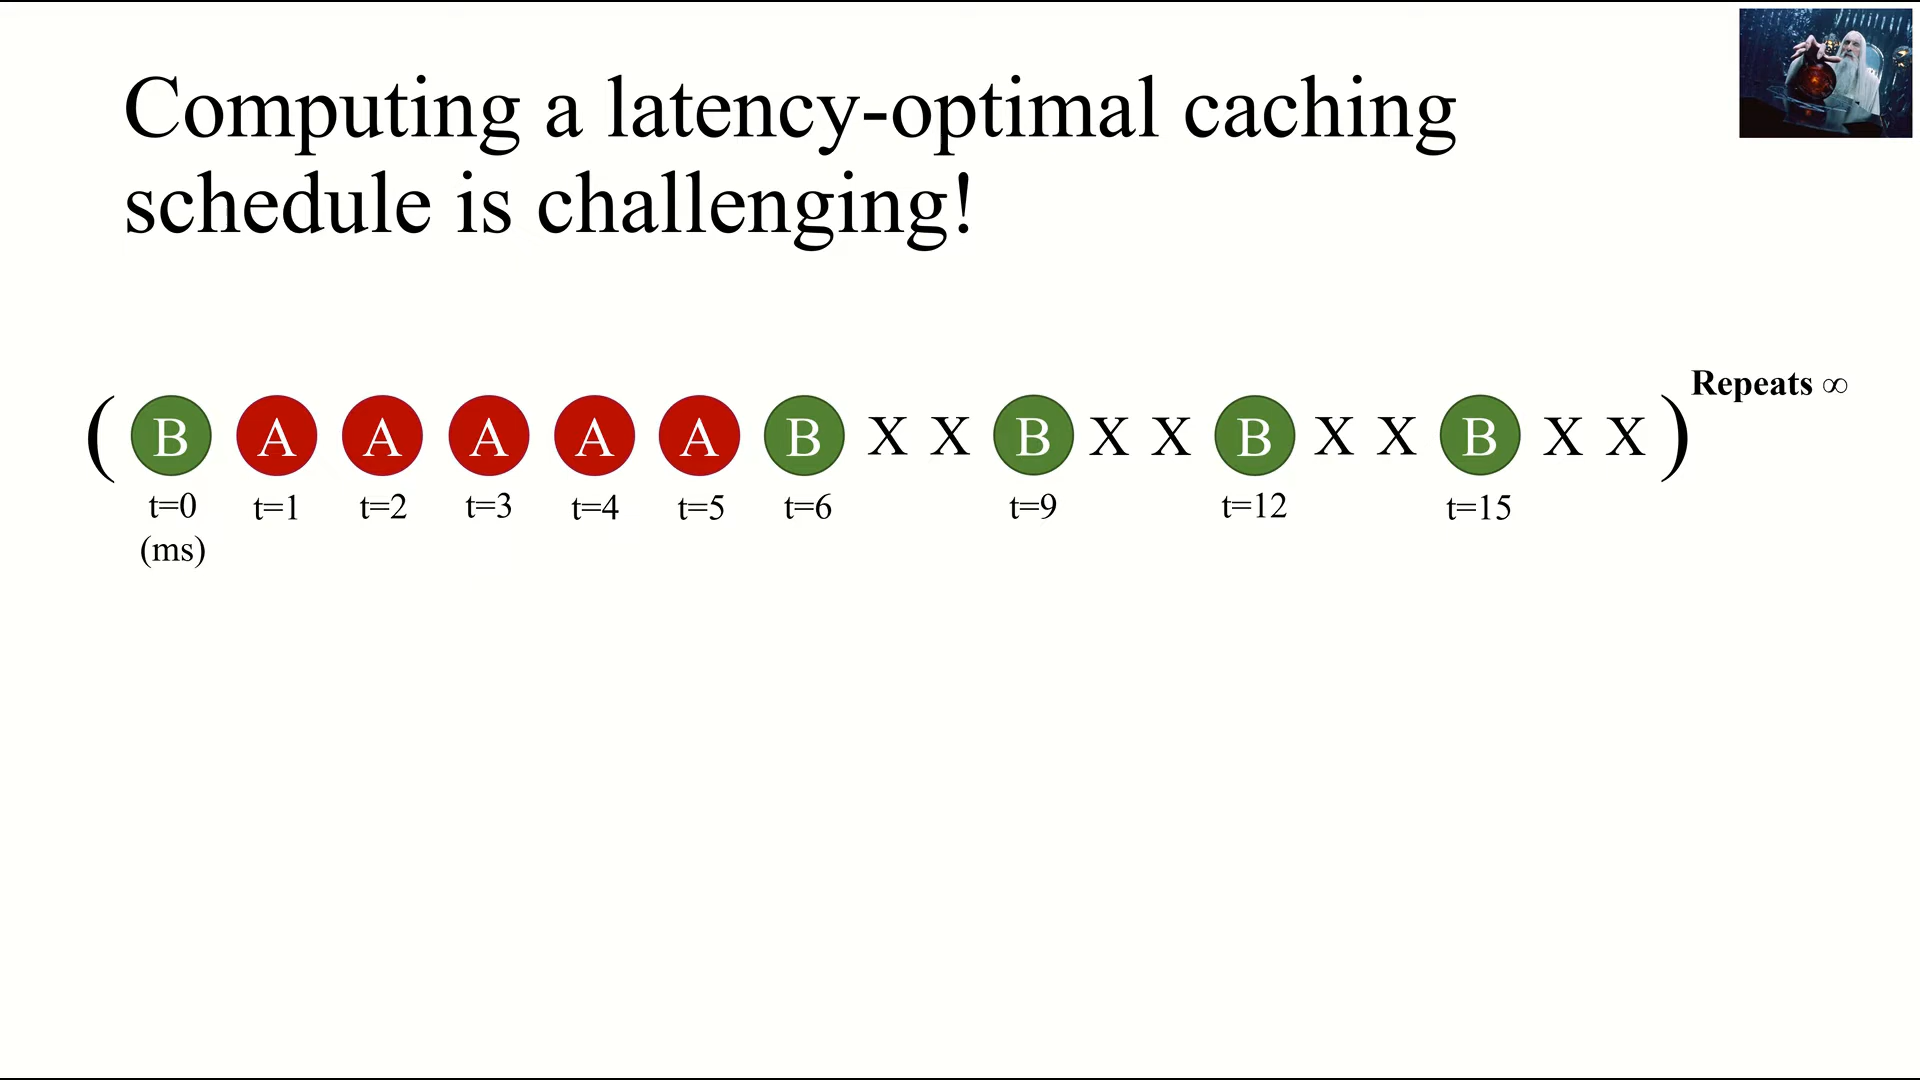 Computing a latency-optimal caching
schedule is challenging!
Repeats ∞
( B A A A A A B X X B X X B X X B X X )
t=0 t=1 t=2 t=3 t=4 t=5 t=6 t=9 t=12 t=15
(ms)